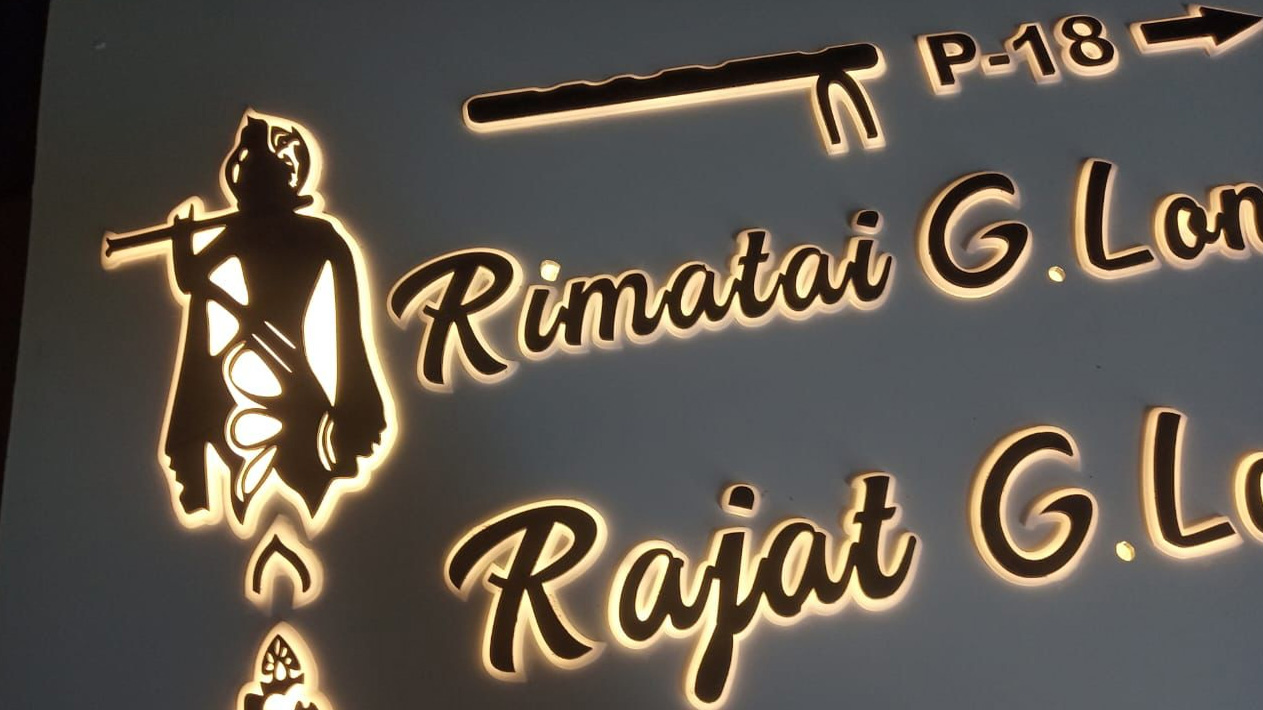 P-18
Rimatai G. Lon
Rajat G. L